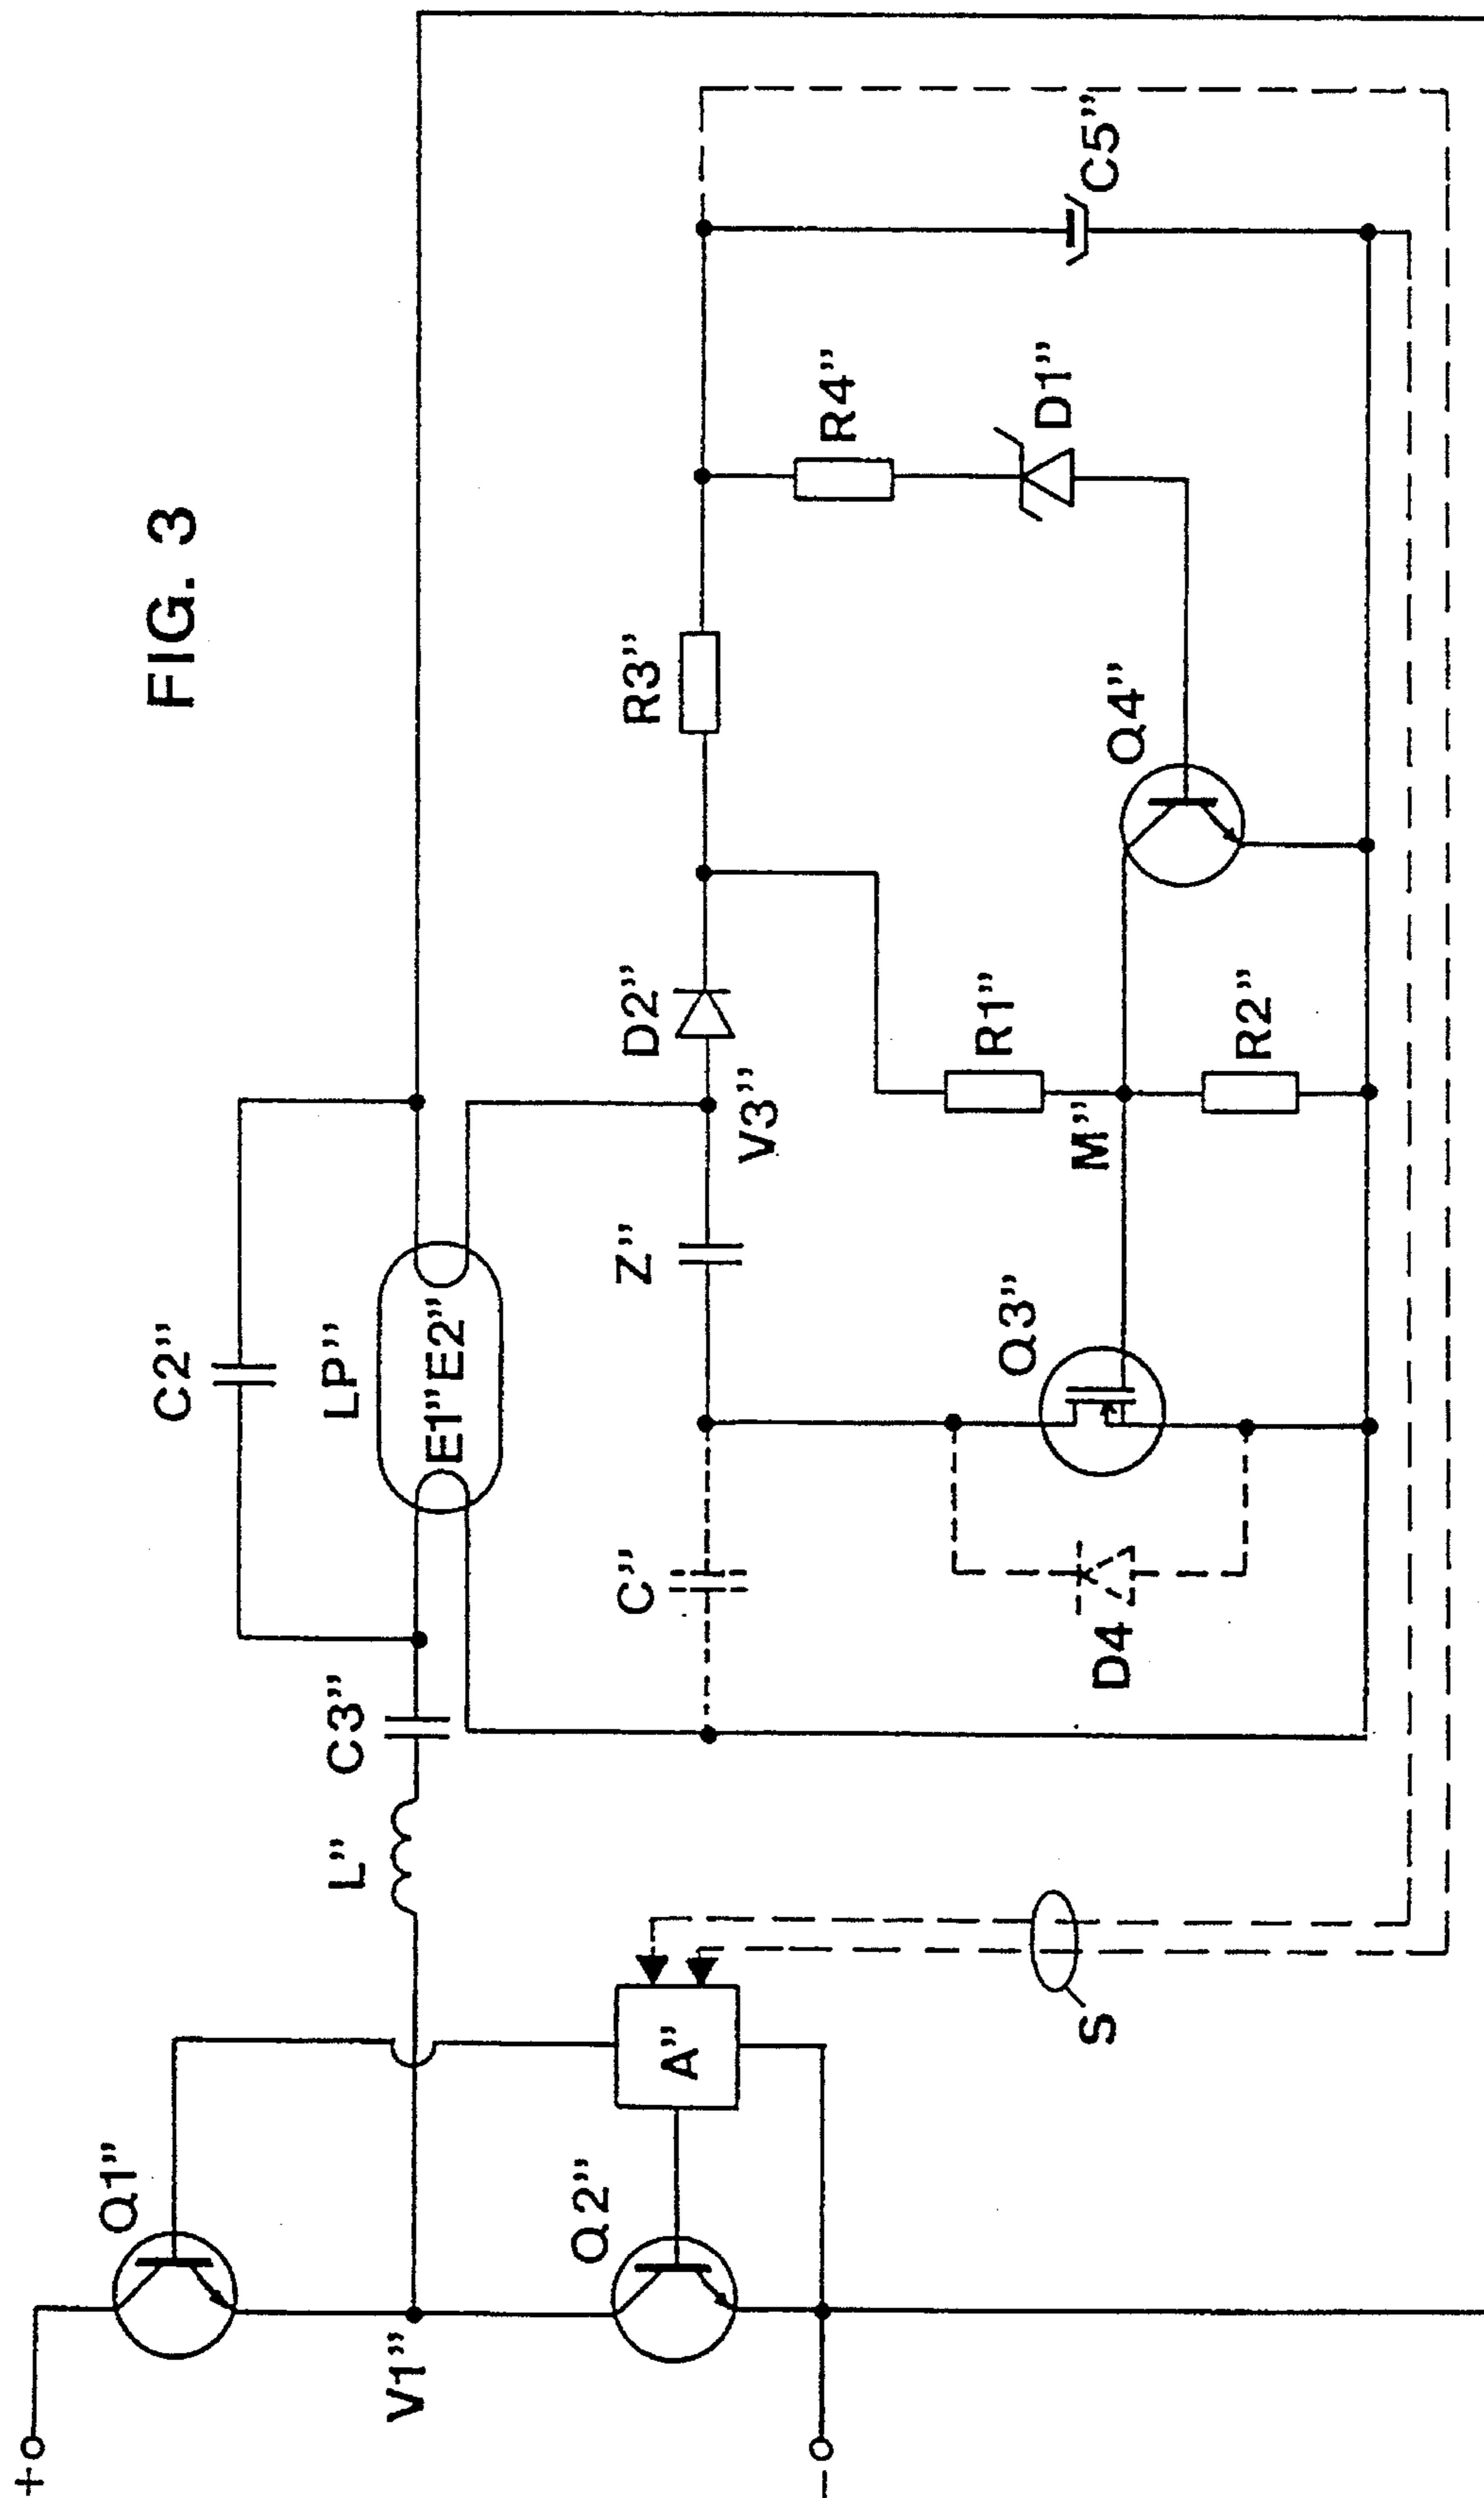 FIG. 3
C2”
LP”
E1”E2”
Q1”
L”
C3”
Z”
D2”
R3”
C”
V3”
V1”
Q2”
A”
R4”
C5”
Q3”
M”
R1”
D1”
Q4”
D4
R2”
S
+
-